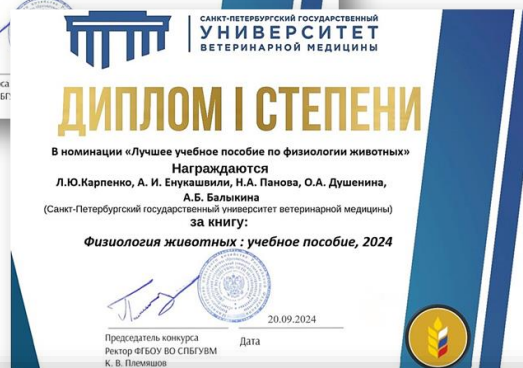 САНКТ-ПЕТЕРБУРГСКИЙ ГОСУДАРСТВЕННЫЙ
УНИВЕРСИТЕТ
ВЕТЕРИНАРНОЙ МЕДИЦИНЫ
ДИПЛОМ I СТЕПЕНИ
В номинации «Лучшее учебное пособие по физиологии животных»
Награждаются
Л.Ю.Карпенко, А. И. Енукашвили, Н.А. Панова, О.А. Душенина,
А.Б. Балыкина
(Санкт-Петербургский государственный университет ветеринарной медицины)
за книгу:
Физиология животных : учебное пособие, 2024
20.09.2024
Председатель конкурса
Дата
Ректор ФГБОУ ВО СПБГУВМ
К. В. Племяшов